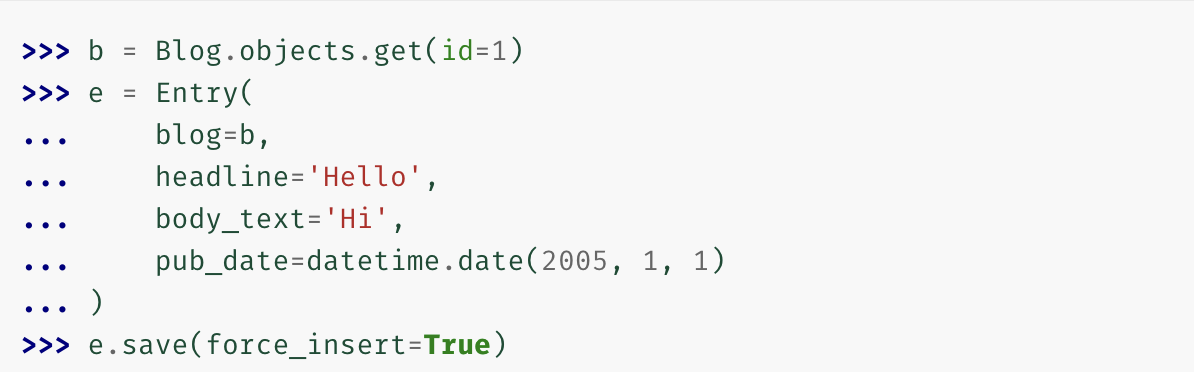 >>> b = Blog.objects.get(id=1)
>>> e = Entry(
...     blog=b,
...     headline='Hello',
...     body_text='Hi',
...     pub_date=datetime.date(2005, 1, 1)
... )
>>> e.save(force_insert=True)